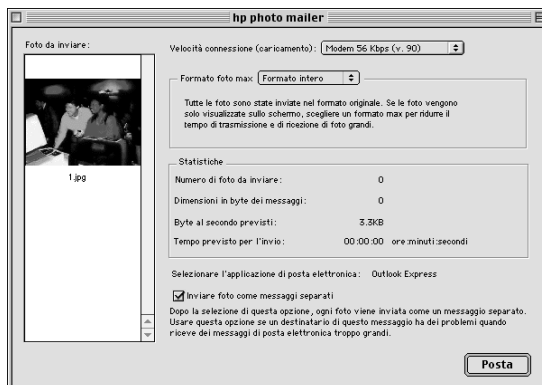 hp photo mailer
Foto da inviare:
1.jpg
Velocità connessione (caricamento): Modem 56 Kbps (v. 90)
Formato foto max Formato intero
Tutte le foto sono state inviate nel formato originale. Se le foto vengono
solo visualizzate sullo schermo, scegliere un formato max per ridurre il
tempo di trasmissione e di ricezione di foto grandi.
Statistiche
Numero di foto da inviare: 0
Dimensioni in byte dei messaggi: 0
Byte al secondo previsti: 3.3KB
Tempo previsto per l'invio: 00:00:00 ore:minuti:secondi
Selezionare l'applicazione di posta elettronica: Outlook Express
Inviare foto come messaggi separati
Dopo la selezione di questa opzione, ogni foto viene inviata come un messaggio separato.
Usare questa opzione se un destinatario di questo messaggio ha dei problemi quando
riceve dei messaggi di posta elettronica troppo grandi.
Posta